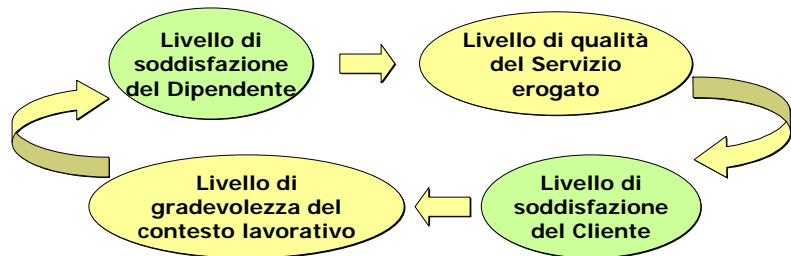 Livello di
soddisfazione
del Dipendente
Livello di qualità
del Servizio
erogato
Livello di
gradevolezza del
contesto lavorativo
Livello di
soddisfazione
del Cliente